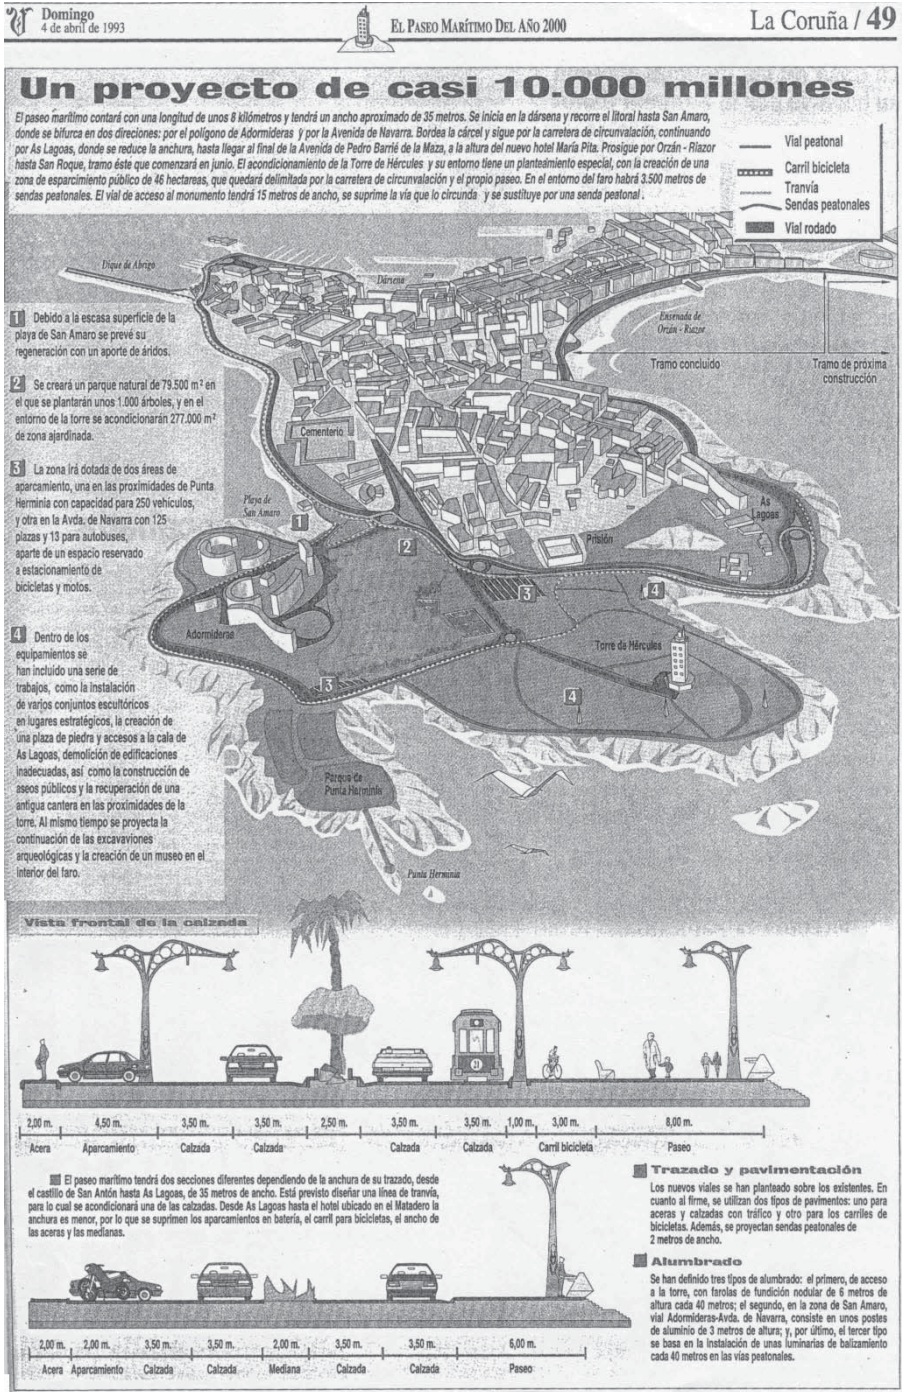 Domingo
4 de abril de 1993
EL PASEO MARÍTIMO DEL AÑO 2000
La Coruña / 49
Un proyecto de casi 10.000 millones
El paseo marítimo contará con una longitud de unos 8 kilómetros y tendrá un ancho aproximado de 35 metros. Se inicia en la dársena y recorre el litoral hasta San Amaro,
donde se bifurca en dos direciones: por el polígono de Adormideras y por la Avenida de Navarra. Bordea la cárcel y sigue por la carretera de circunvalación, continuando
por As Lagoas, donde se reduce la anchura, hasta llegar al final de la Avenida de Pedro Barrié de la Maza, a la altura del nuevo hotel María Pita. Prosigue por Orzán - Riazor
hasta San Roque, tramo éste que comenzará en junio. El acondicionamiento de la Torre de Hércules y su entorno tiene un planteamiento especial, con la creación de una
zona de esparcimiento público de 46 hectareas, que quedará delimitada por la carretera de circunvalación y el propio paseo. En el entorno del faro habrá 3.500 metros de
sendas peatonales. El vial de acceso al monumento tendrá 15 metros de ancho, se suprime la vía que lo circunda y se sustituye por una senda peatonal.
Vial peatonal
Carril bicicleta
Tranvía
Sendas peatonales
Vial rodado
Dique de Abrigo
Dársena
Ensenada de
Orzán - Riazor
Tramo concluido
Tramo de próxima
construcción
1 Debido a la escasa superficie de la
playa de San Amaro se prevé su
regeneración con un aporte de áridos.
2 Se creará un parque natural de 79.500 m² en
el que se plantarán unos 1.000 árboles, y en el
entorno de la torre se acondicionarán 277.000 m²
de zona ajardinada.
3 La zona irá dotada de dos áreas de
aparcamiento, una en las proximidades de Punta
Herminia con capacidad para 250 vehículos,
y otra en la Avda. de Navarra con 125
plazas y 13 para autobuses,
aparte de un espacio reservado
a estacionamiento de
bicicletas y motos.
4 Dentro de los
equipamientos se
han incluido una serie de
trabajos, como la instalación
de varios conjuntos escultóricos
en lugares estratégicos, la creación de
una plaza de piedra y accesos a la cala de
As Lagoas, demolición de edificaciones
inadecuadas, así como la construcción de
aseos públicos y la recuperación de una
antigua cantera en las proximidades de la
torre. Al mismo tiempo se proyecta la
continuación de las excavaviones
arqueológicas y la creación de un museo en el
interior del faro.
Cementerio
Playa de
San Amaro
1
2
Prisión
As
Lagoas
3
4
Adormideras
Torre de Hércules
3
4
Parque de
Punta Herminia
Punta Herminia
Vista frontal de la calzada
31
2,00 m. 4,50 m. 3,50 m. 3,50 m. 2,50 m. 3,50 m. 3,50 m. 1,00 m. 3,00 m. 8,00 m.
Acera Aparcamiento Calzada Calzada Calzada Calzada Carril bicicleta Paseo
El paseo marítimo tendrá dos secciones diferentes dependiendo de la anchura de su trazado, desde
el castillo de San Antón hasta As Lagoas, de 35 metros de ancho. Está previsto diseñar una línea de tranvía,
para lo cual se acondicionará una de las calzadas. Desde As Lagoas hasta el hotel ubicado en el Matadero la
anchura es menor, por lo que se suprimen los aparcamientos en batería, el carril para bicicletas, el ancho de
las aceras y las medianas.
2,00 m. 2,00 m. 3,50 m. 3,50 m. 2,00 m. 3,50 m. 3,50 m. 6,00 m.
Acera Aparcamiento Calzada Calzada Mediana Calzada Calzada Paseo
Trazado y pavimentación
Los nuevos viales se han planteado sobre los existentes. En
cuanto al firme, se utilizan dos tipos de pavimentos: uno para
aceras y calzadas con tráfico y otro para los carriles de
bicicletas. Además, se proyectan sendas peatonales de
2 metros de ancho.
Alumbrado
Se han definido tres tipos de alumbrado: el primero, de acceso
a la torre, con farolas de fundición nodular de 6 metros de
altura cada 40 metros; el segundo, en la zona de San Amaro,
vial Adormideras-Avda. de Navarra, consiste en unos postes
de aluminio de 3 metros de altura; y, por último, el tercer tipo
se basa en la instalación de unas luminarias de balizamiento
cada 40 metros en las vías peatonales.